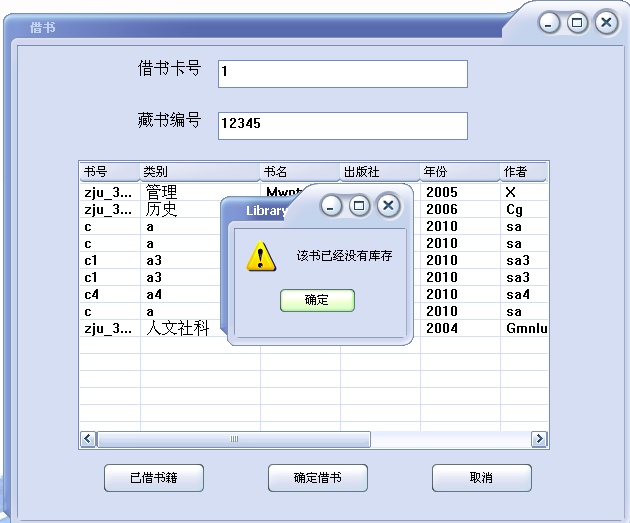 借书
借书卡号 1
藏书编号 12345
书号 类别 书名 出版社 年份 作者
zju_3... 管理 2005 X
zju_3... 历史 2006 Cg
c a 2010 sa
c a 2010 sa
c1 a3 2010 sa3
c1 a3 2010 sa3
c4 a4 2010 sa4
c a 2010 sa
zju_3... 人文社科 2004 Gmnlu
Library
该书已经没有库存
确定
已借书籍 确定借书 取消